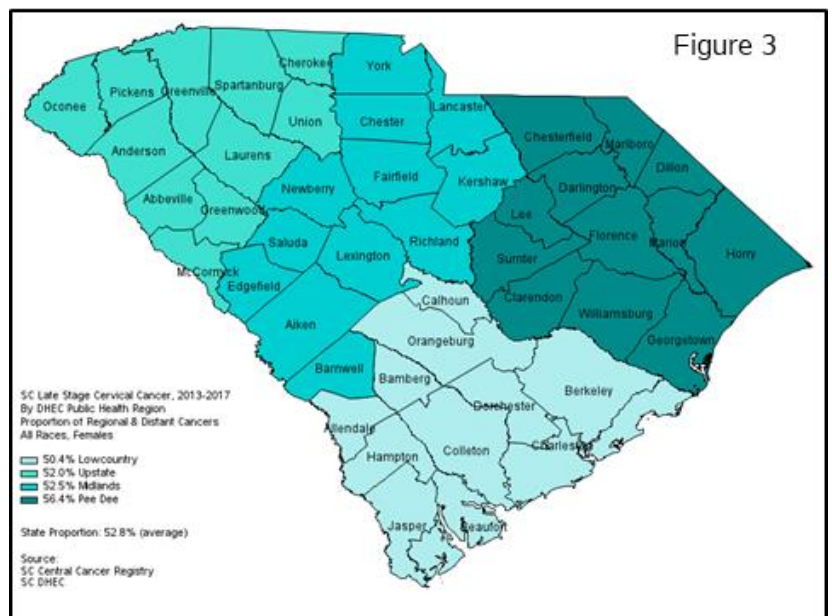 Figure 3
Cherokee
York
Spartanburg
Greenville
Pickens
Oconee
Union
Chester
Lancaster
Chesterfield
Marlboro
Anderson
Laurens
Dillon
Newberry
Fairfield
Kershaw
Darlington
Abbeville
Greenwood
Lee
Florence
Marion
Saluda
Lexington
Richland
Sumter
Horry
McCormyck
Edgefield
Calhoun
Clarendon
Williamsburg
Aiken
Orangeburg
Georgestown
Barnwell
Bamberg
Berkeley
Dorchester
Allendale
Colleton
Charleston
Hampton
Jasper
Beaufort
SC Late Stage Cervical Cancer, 2013-2017
By DHEC Public Health Region
Proportion of Regional & Distant Cancers
All Races, Females
50.4% Lowcountry
52.0% Upstate
52.5% Midlands
56.4% Pee Dee
State Proportion: 52.8% (average)
Source:
SC Central Cancer Registry
SC DHEC